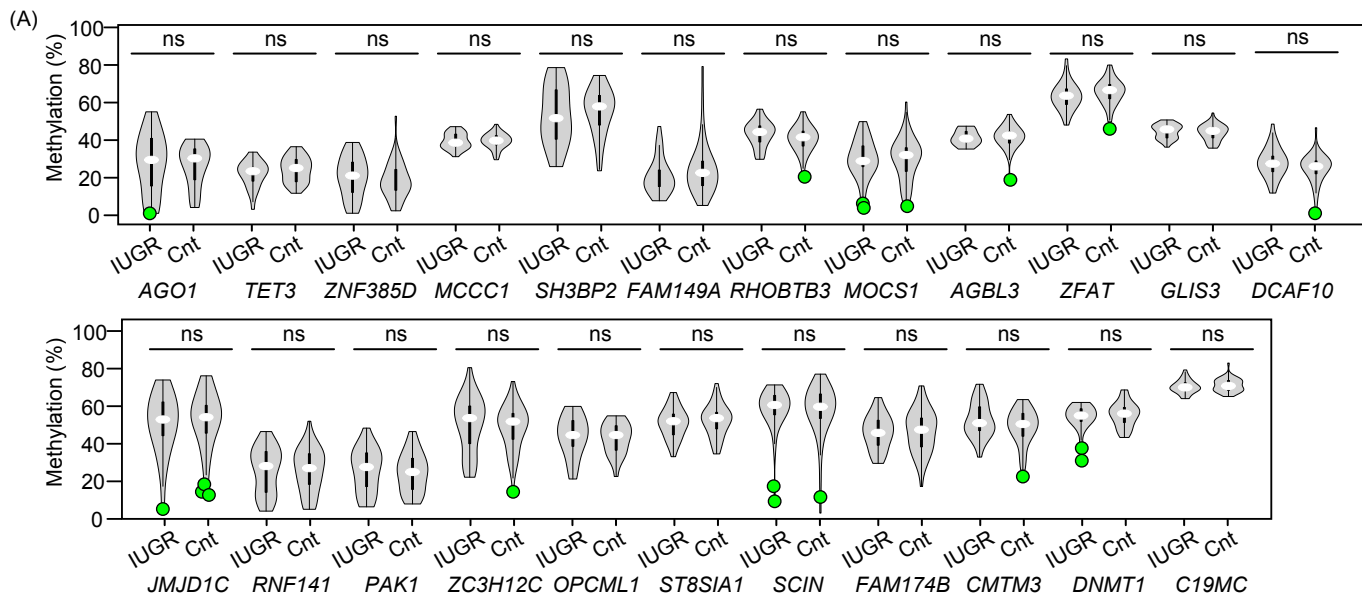 (A)
Methylation (%)
100
80
60
40
20
0
ns ns ns ns ns ns ns ns ns ns ns ns
IUGR Cnt IUGR Cnt IUGR Cnt IUGR Cnt IUGR Cnt IUGR Cnt IUGR Cnt IUGR Cnt IUGR Cnt IUGR Cnt IUGR Cnt IUGR Cnt
AGO1 TET3 ZNF385D MCCC1 SH3BP2 FAM149A RHOBTB3 MOCS1 AGBL3 ZFAT GLIS3 DCAF10
Methylation (%)
100
80
60
40
20
0
ns ns ns ns ns ns ns ns ns ns ns
IUGR Cnt IUGR Cnt IUGR Cnt IUGR Cnt IUGR Cnt IUGR Cnt IUGR Cnt IUGR Cnt IUGR Cnt IUGR Cnt IUGR Cnt
JMJD1C RNF141 PAK1 ZC3H12C OPCML1 ST8SIA1 SCIN FAM174B CMTM3 DNMT1 C19MC